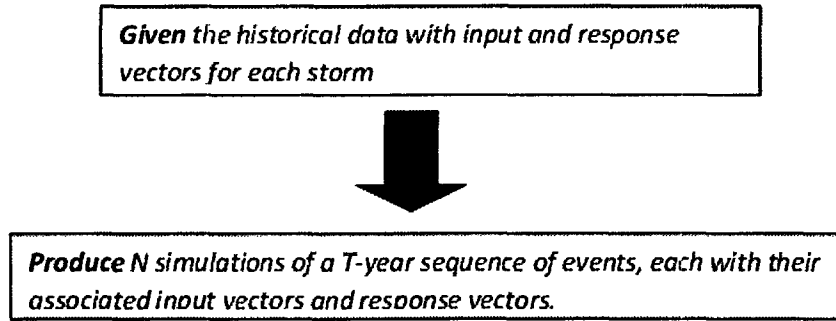 Given the historical data with input and response
vectors for each storm
Produce N simulations of a T-year sequence of events, each with their
associated input vectors and response vectors.